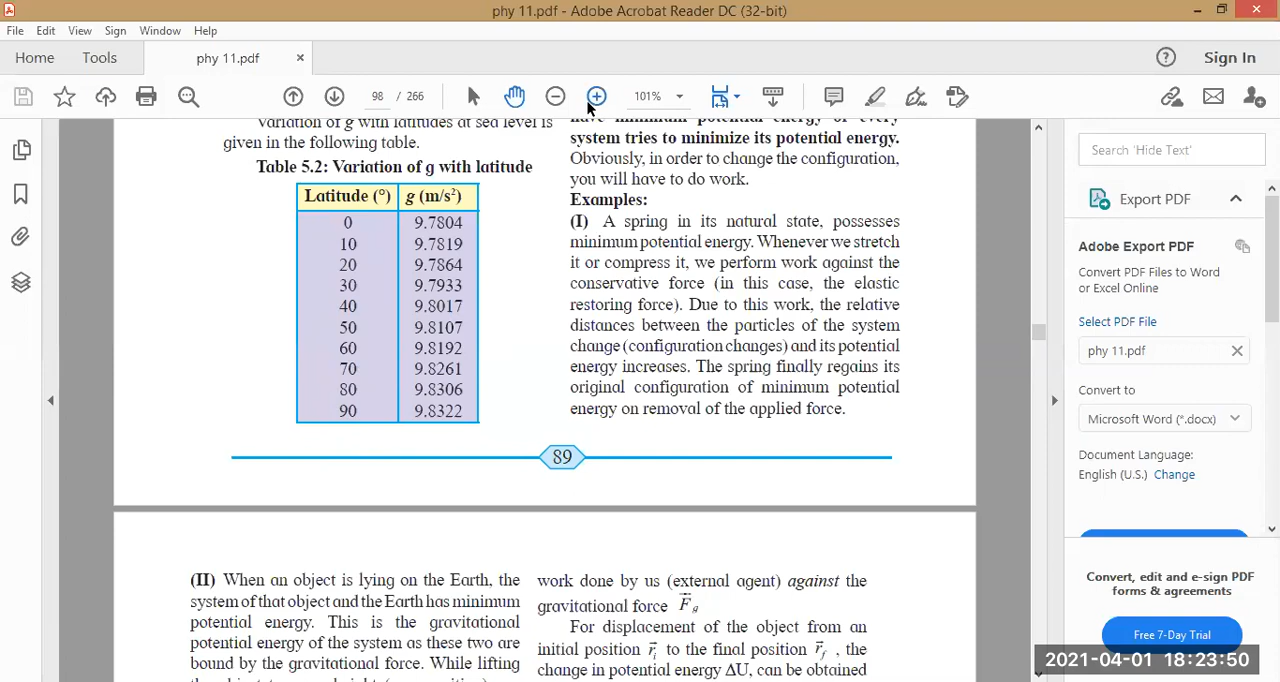 phy 11.pdf - Adobe Acrobat Reader DC (32-bit)
File Edit View Sign Window Help
Home Tools phy 11.pdf × Sign In
98 / 266 101%
Variation of g with latitudes at sea level is
given in the following table.
Table 5.2: Variation of g with latitude
Latitude (°) g (m/s²)
0 9.7804
10 9.7819
20 9.7864
30 9.7933
40 9.8017
50 9.8107
60 9.8192
70 9.8261
80 9.8306
90 9.8322
have minimum potential energy or every
system tries to minimize its potential energy.
Obviously, in order to change the configuration,
you will have to do work.
Examples:
(I) A spring in its natural state, possesses
minimum potential energy. Whenever we stretch
it or compress it, we perform work against the
conservative force (in this case, the elastic
restoring force). Due to this work, the relative
distances between the particles of the system
change (configuration changes) and its potential
energy increases. The spring finally regains its
original configuration of minimum potential
energy on removal of the applied force.
89
(II) When an object is lying on the Earth, the
system of that object and the Earth has minimum
potential energy. This is the gravitational
potential energy of the system as these two are
bound by the gravitational force. While lifting
work done by us (external agent) against the
gravitational force F⃗g
For displacement of the object from an
initial position r⃗i to the final position r⃗f , the
change in potential energy ΔU, can be obtained
Search 'Hide Text'
Export PDF
Adobe Export PDF
Convert PDF Files to Word
or Excel Online
Select PDF File
phy 11.pdf
Convert to
Microsoft Word (*.docx)
Document Language:
English (U.S.) Change
Convert, edit and e-sign PDF
forms & agreements
Free 7-Day Trial
2021-04-01 18:23:50